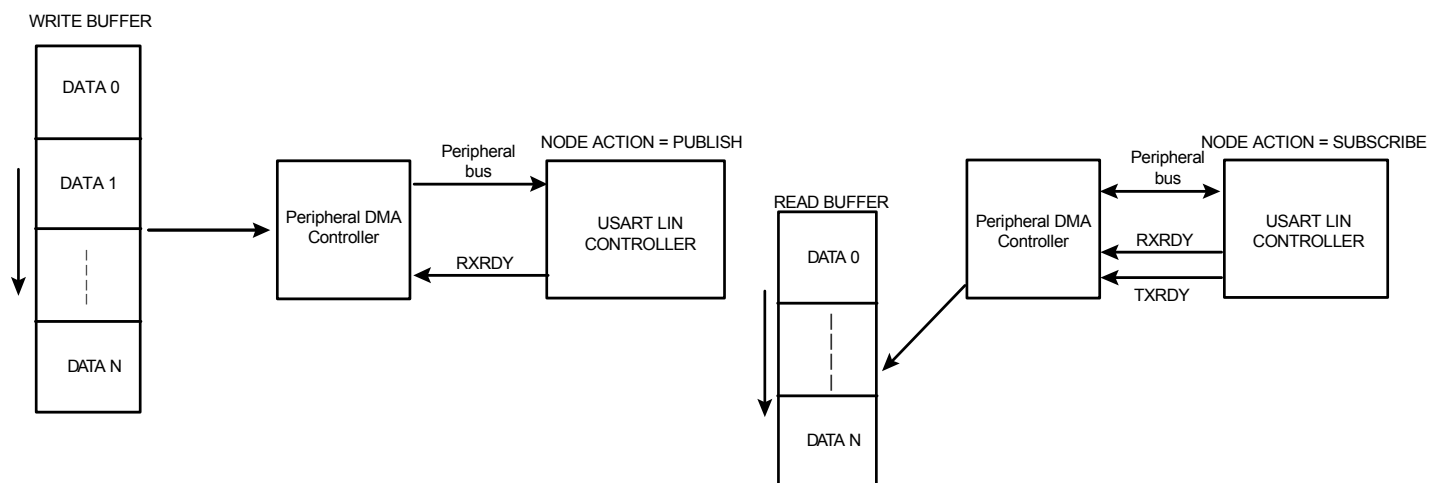 WRITE BUFFER
DATA 0
DATA 1
DATA N
Peripheral DMA
Controller
Peripheral
bus
RXRDY
NODE ACTION = PUBLISH
USART LIN
CONTROLLER
READ BUFFER
DATA 0
DATA N
Peripheral DMA
Controller
Peripheral
bus
RXRDY
TXRDY
NODE ACTION = SUBSCRIBE
USART LIN
CONTROLLER